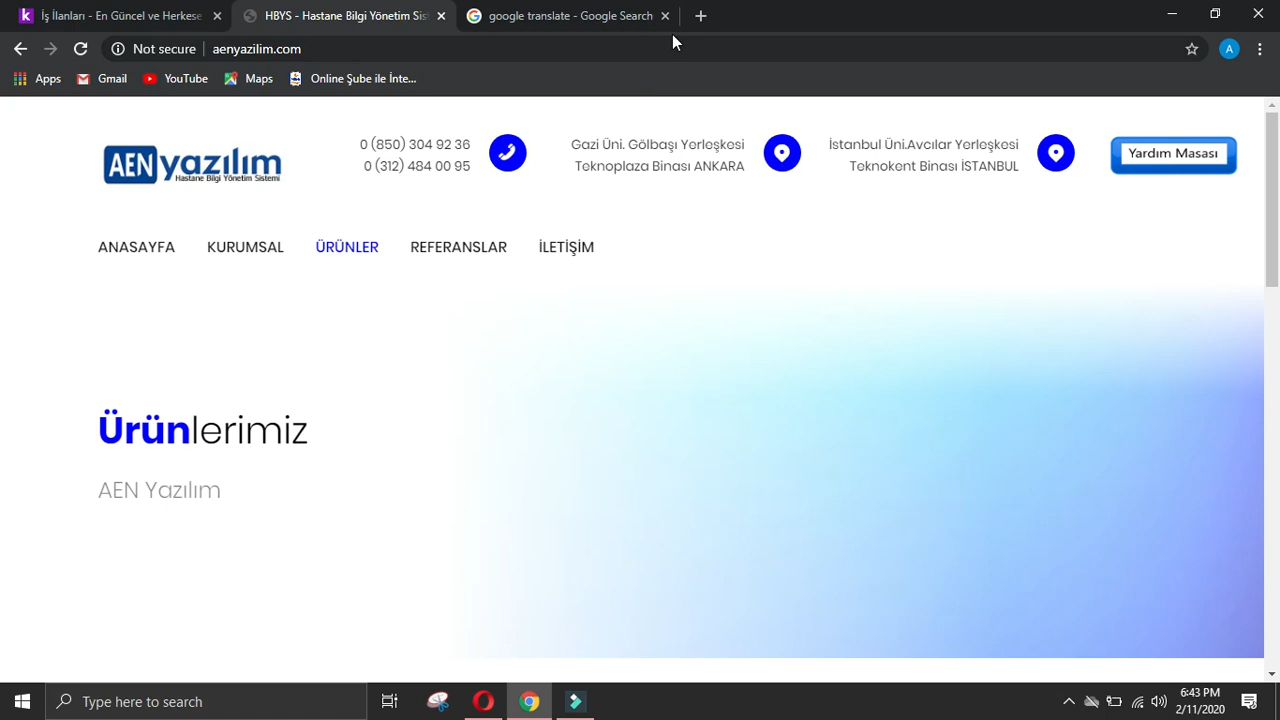 İş İlanları - En Güncel ve Herkese
HBYS - Hastane Bilgi Yönetim Sis
google translate - Google Search
Not secure
aenyazilim.com
A
Apps
Gmail
YouTube
Maps
Online Şube ile İnte...
AENyazılım
Hastane Bilgi Yönetim Sistemi
0 (850) 304 92 36
0 (312) 484 00 95
Gazi Üni. Gölbaşı Yerleşkesi
Teknoplaza Binası ANKARA
İstanbul Üni.Avcılar Yerleşkesi
Teknokent Binası İSTANBUL
Yardım Masası
ANASAYFA
KURUMSAL
ÜRÜNLER
REFERANSLAR
İLETİŞİM
Ürünlerimiz
AEN Yazılım
Type here to search
6:43 PM
2/11/2020